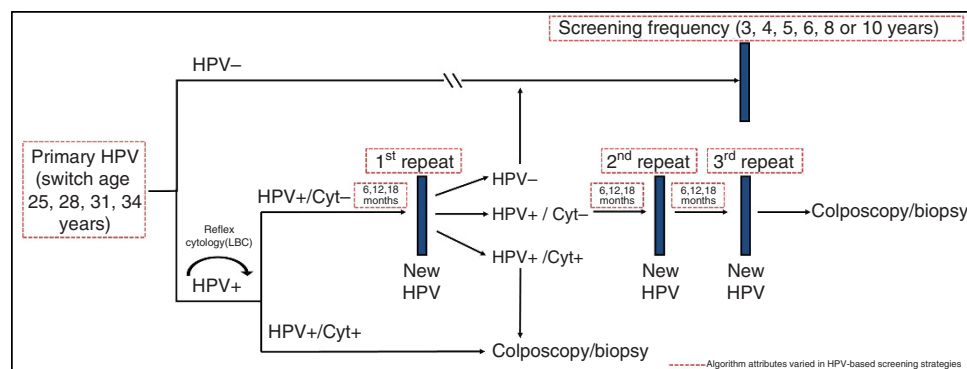 Screening frequency (3, 4, 5, 6, 8 or 10 years)
HPV–
Primary HPV
(switch age
25, 28, 31, 34
years)
Reflex
cytology(LBC)
HPV+
HPV+/Cyt–
HPV+/Cyt+
6,12,18
months
1st repeat
New
HPV
HPV–
HPV+ / Cyt–
HPV+ /Cyt+
Colposcopy/biopsy
6,12,18
months
2nd repeat
New
HPV
6,12,18
months
3rd repeat
New
HPV
Colposcopy/biopsy
Algorithm attributes varied in HPV-based screening strategies